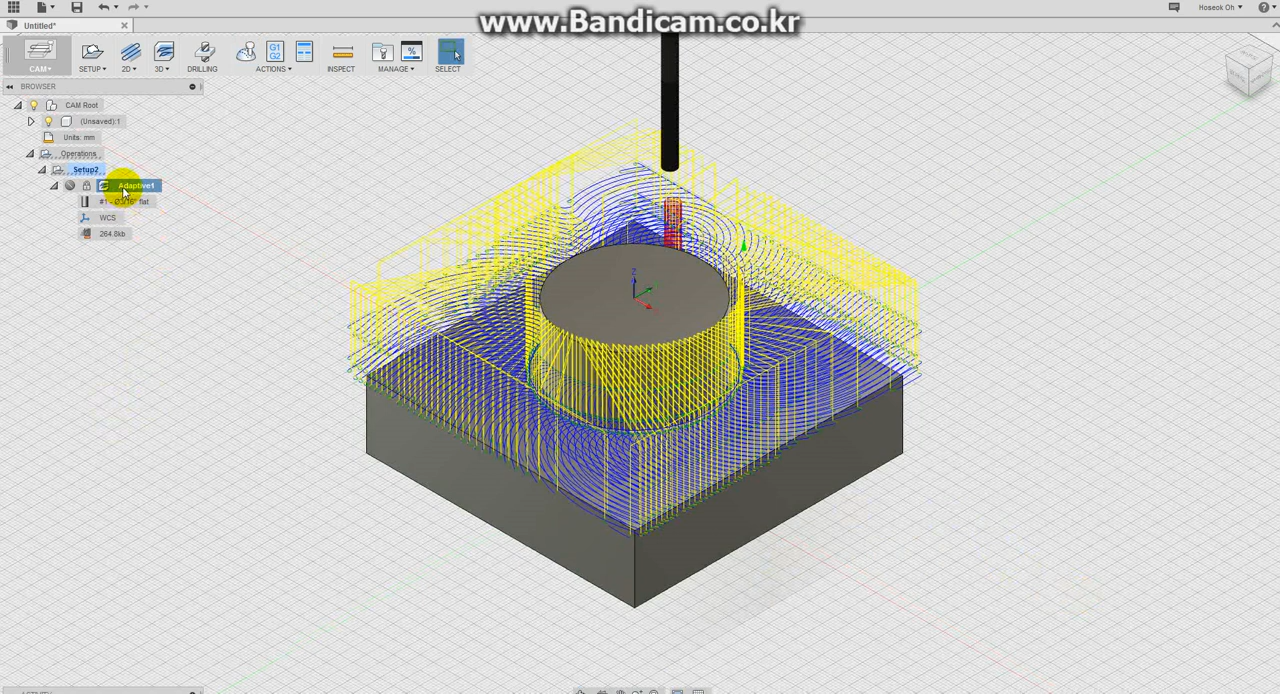 www.Bandicam.co.kr
Hoseok Oh
Untitled*
CAM
SETUP
2D
3D
DRILLING
G1
G2
ACTIONS
INSPECT
MANAGE
SELECT
BROWSER
CAM Root
(Unsaved):1
Units: mm
Operations
Setup2
Adaptive1
flat
WCS
264.8kb
Z